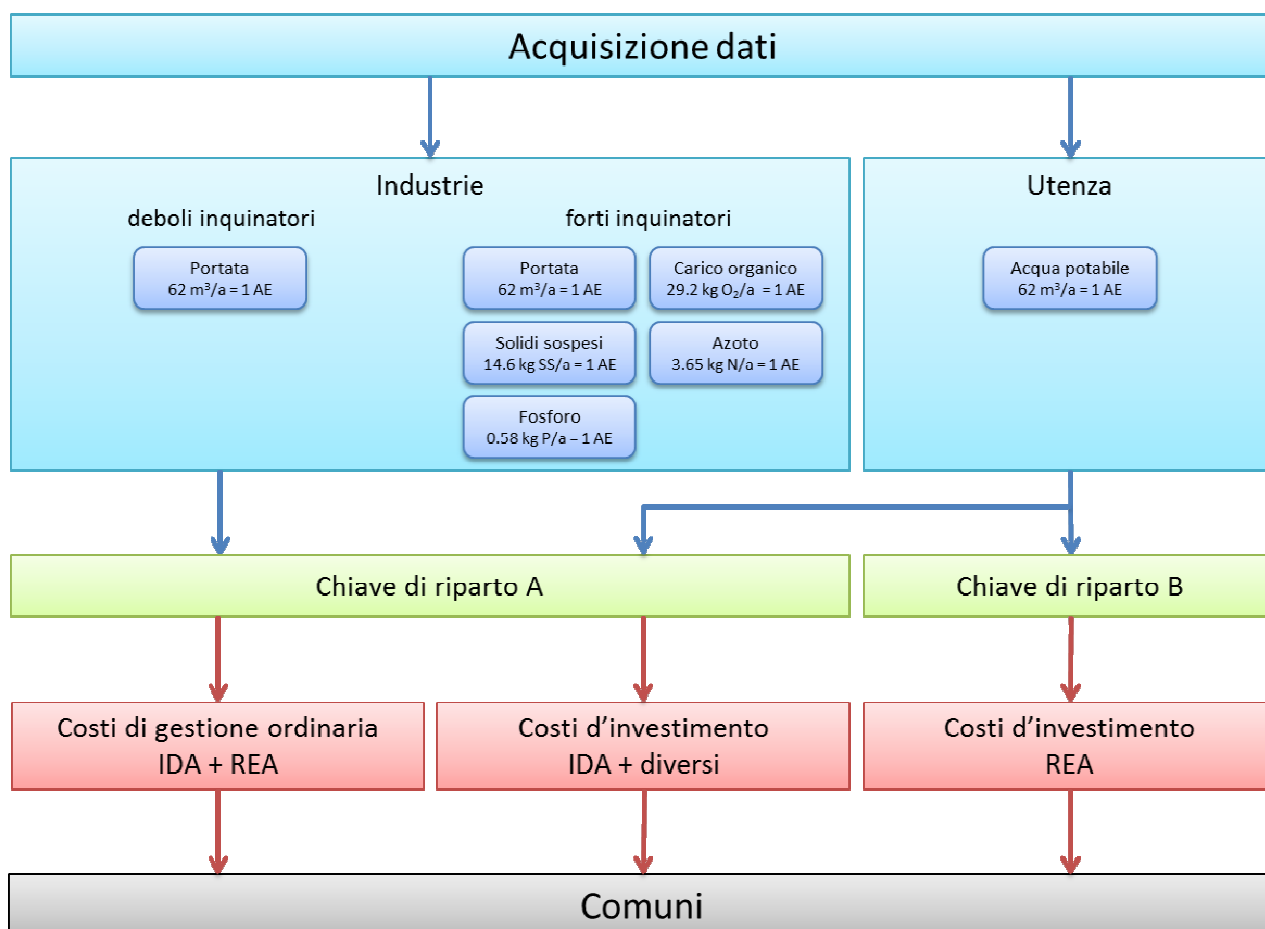 Acquisizione dati
Industrie
deboli inquinatori
forti inquinatori
Portata
62 m³/a = 1 AE
Portata
62 m³/a = 1 AE
Carico organico
29.2 kg O₂/a = 1 AE
Solidi sospesi
14.6 kg SS/a = 1 AE
Azoto
3.65 kg N/a = 1 AE
Fosforo
0.58 kg P/a – 1 AE
Utenza
Acqua potabile
62 m³/a = 1 AE
Chiave di riparto A
Chiave di riparto B
Costi di gestione ordinaria
IDA + REA
Costi d’investimento
IDA + diversi
Costi d’investimento
REA
Comuni